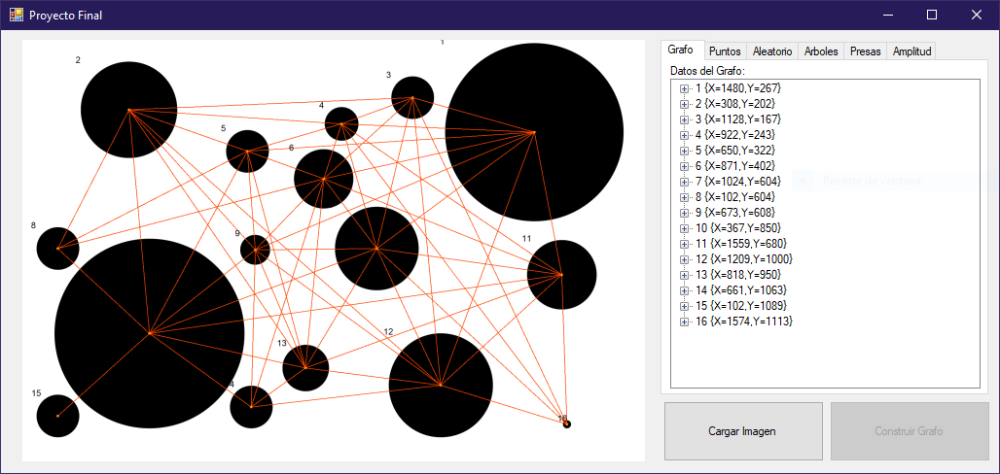 Proyecto Final
Grafo Puntos Aleatorio Arboles Presas Amplitud
Datos del Grafo:
1 {X=1480,Y=267}
2 {X=308,Y=202}
3 {X=1128,Y=167}
4 {X=922,Y=243}
5 {X=650,Y=322}
6 {X=871,Y=402}
7 {X=1024,Y=604}
8 {X=102,Y=604}
9 {X=673,Y=608}
10 {X=367,Y=850}
11 {X=1559,Y=680}
12 {X=1209,Y=1000}
13 {X=818,Y=950}
14 {X=661,Y=1063}
15 {X=102,Y=1089}
16 {X=1574,Y=1113}
Cargar Imagen
Construir Grafo
Recorte de ventana
1
2
3
4
5
6
8
9
11
12
13
4
15
16